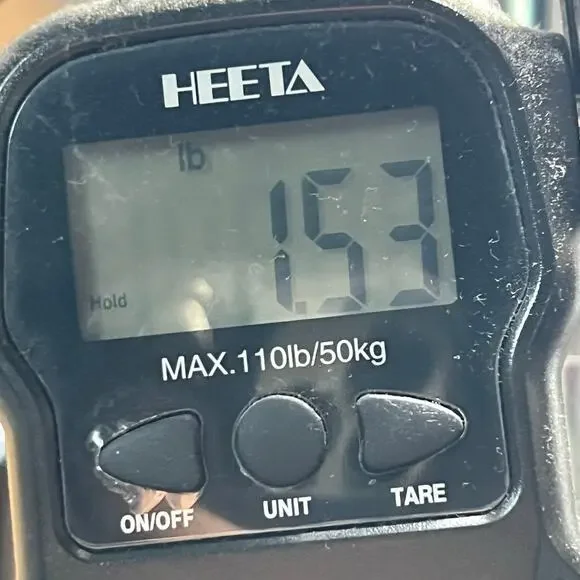 HEETA
lb
1.53
Hold
MAX.110lb/50kg
ON/OFF UNIT TARE